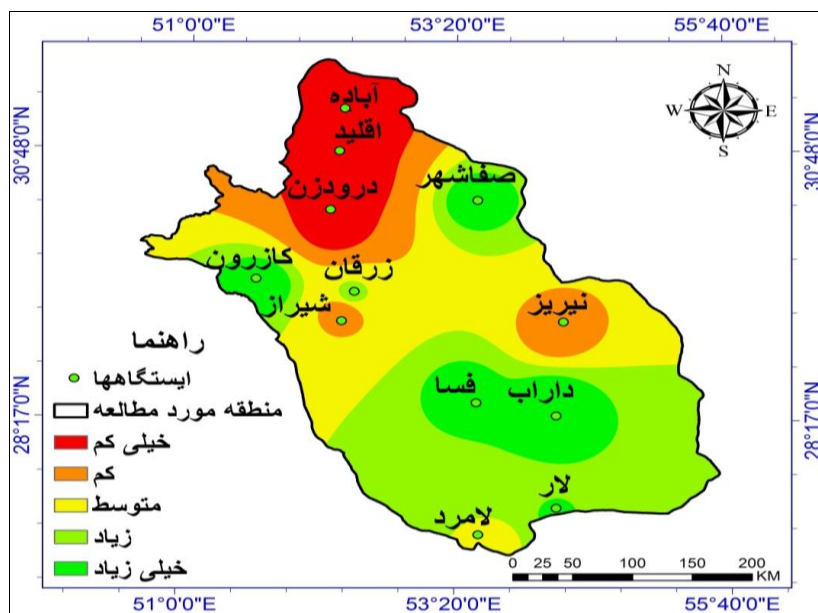 51°0'0"E 53°20'0"E 55°40'0"E
N
W E
S
30°48'0"N 30°48'0"N
28°17'0"N 28°17'0"N
آباده
اقلید
درودزن
صفاشهر
کازرون
زرقان
شیراز
نیریز
فسا
داراب
لار
لامرد
راهنما
ایستگاهها
منطقه مورد مطالعه
خیلی کم
کم
متوسط
زیاد
خیلی زیاد
0 25 50 100 150 200
KM
51°0'0"E 53°20'0"E 55°40'0"E